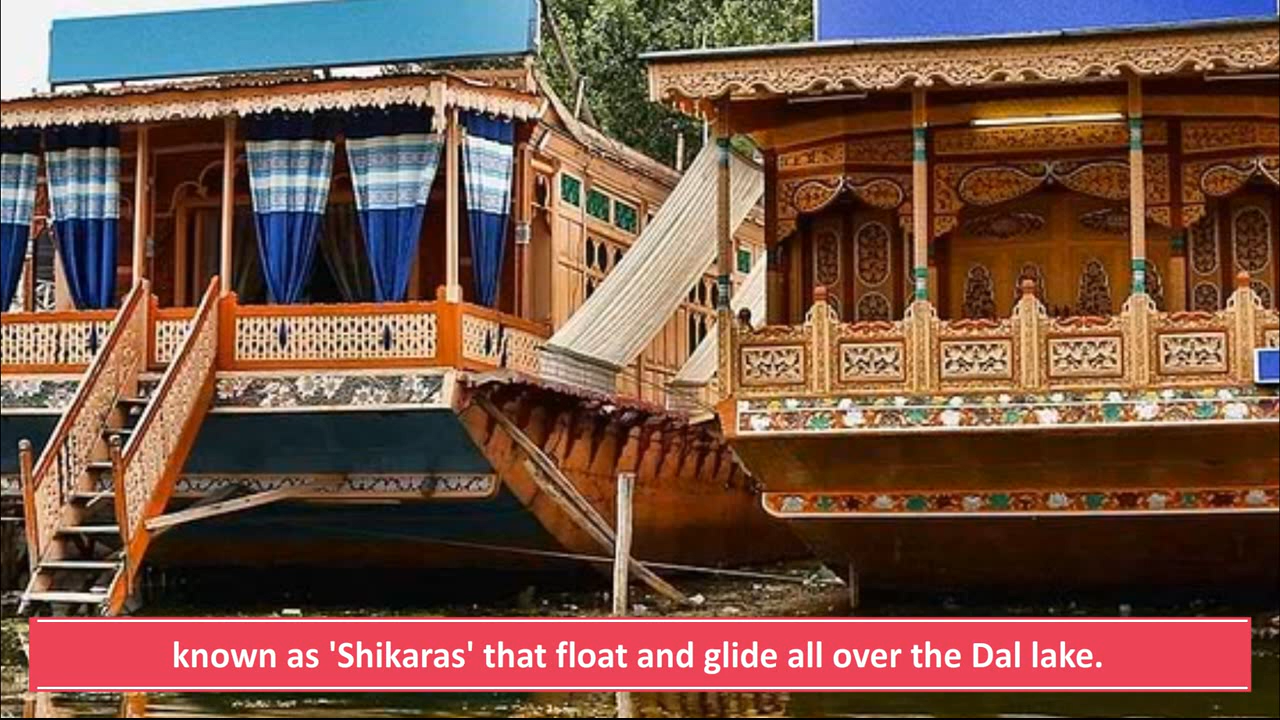 known as 'Shikaras' that float and glide all over the Dal lake.